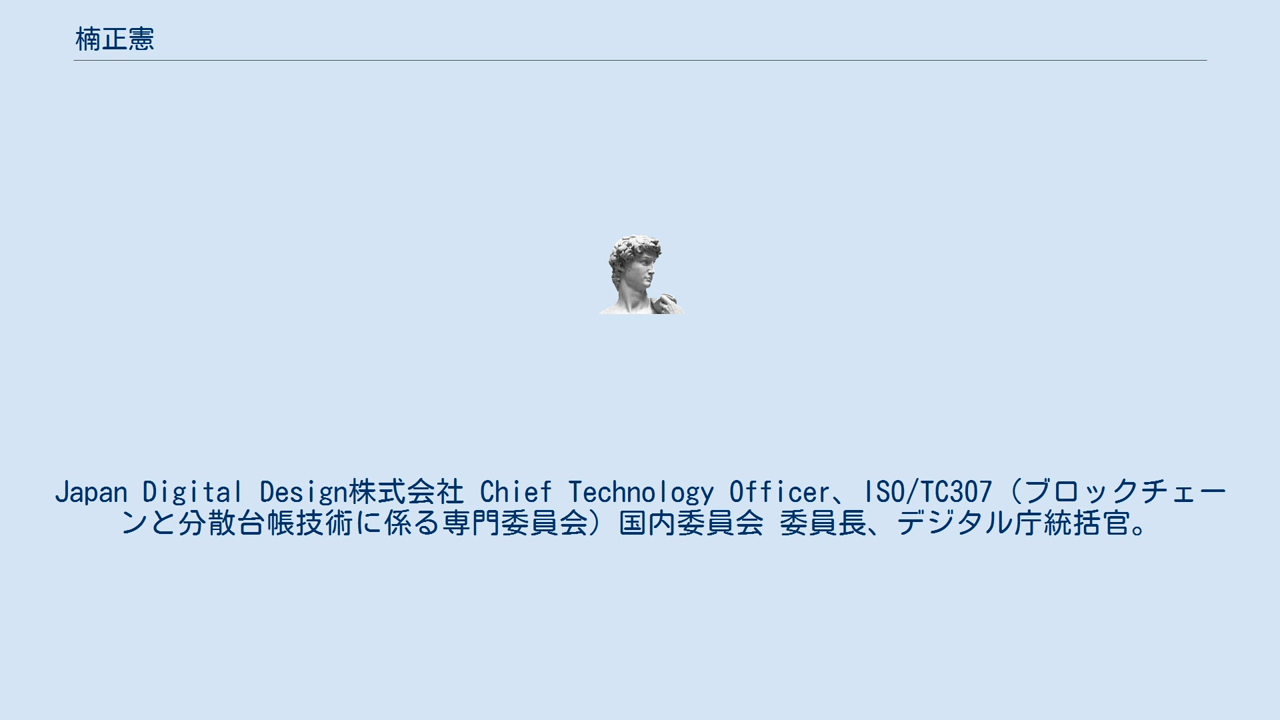 楠正憲
Japan Digital Design株式会社 Chief Technology Officer、ISO/TC307（ブロックチェー
ンと分散台帳技術に係る専門委員会）国内委員会 委員長、デジタル庁統括官。